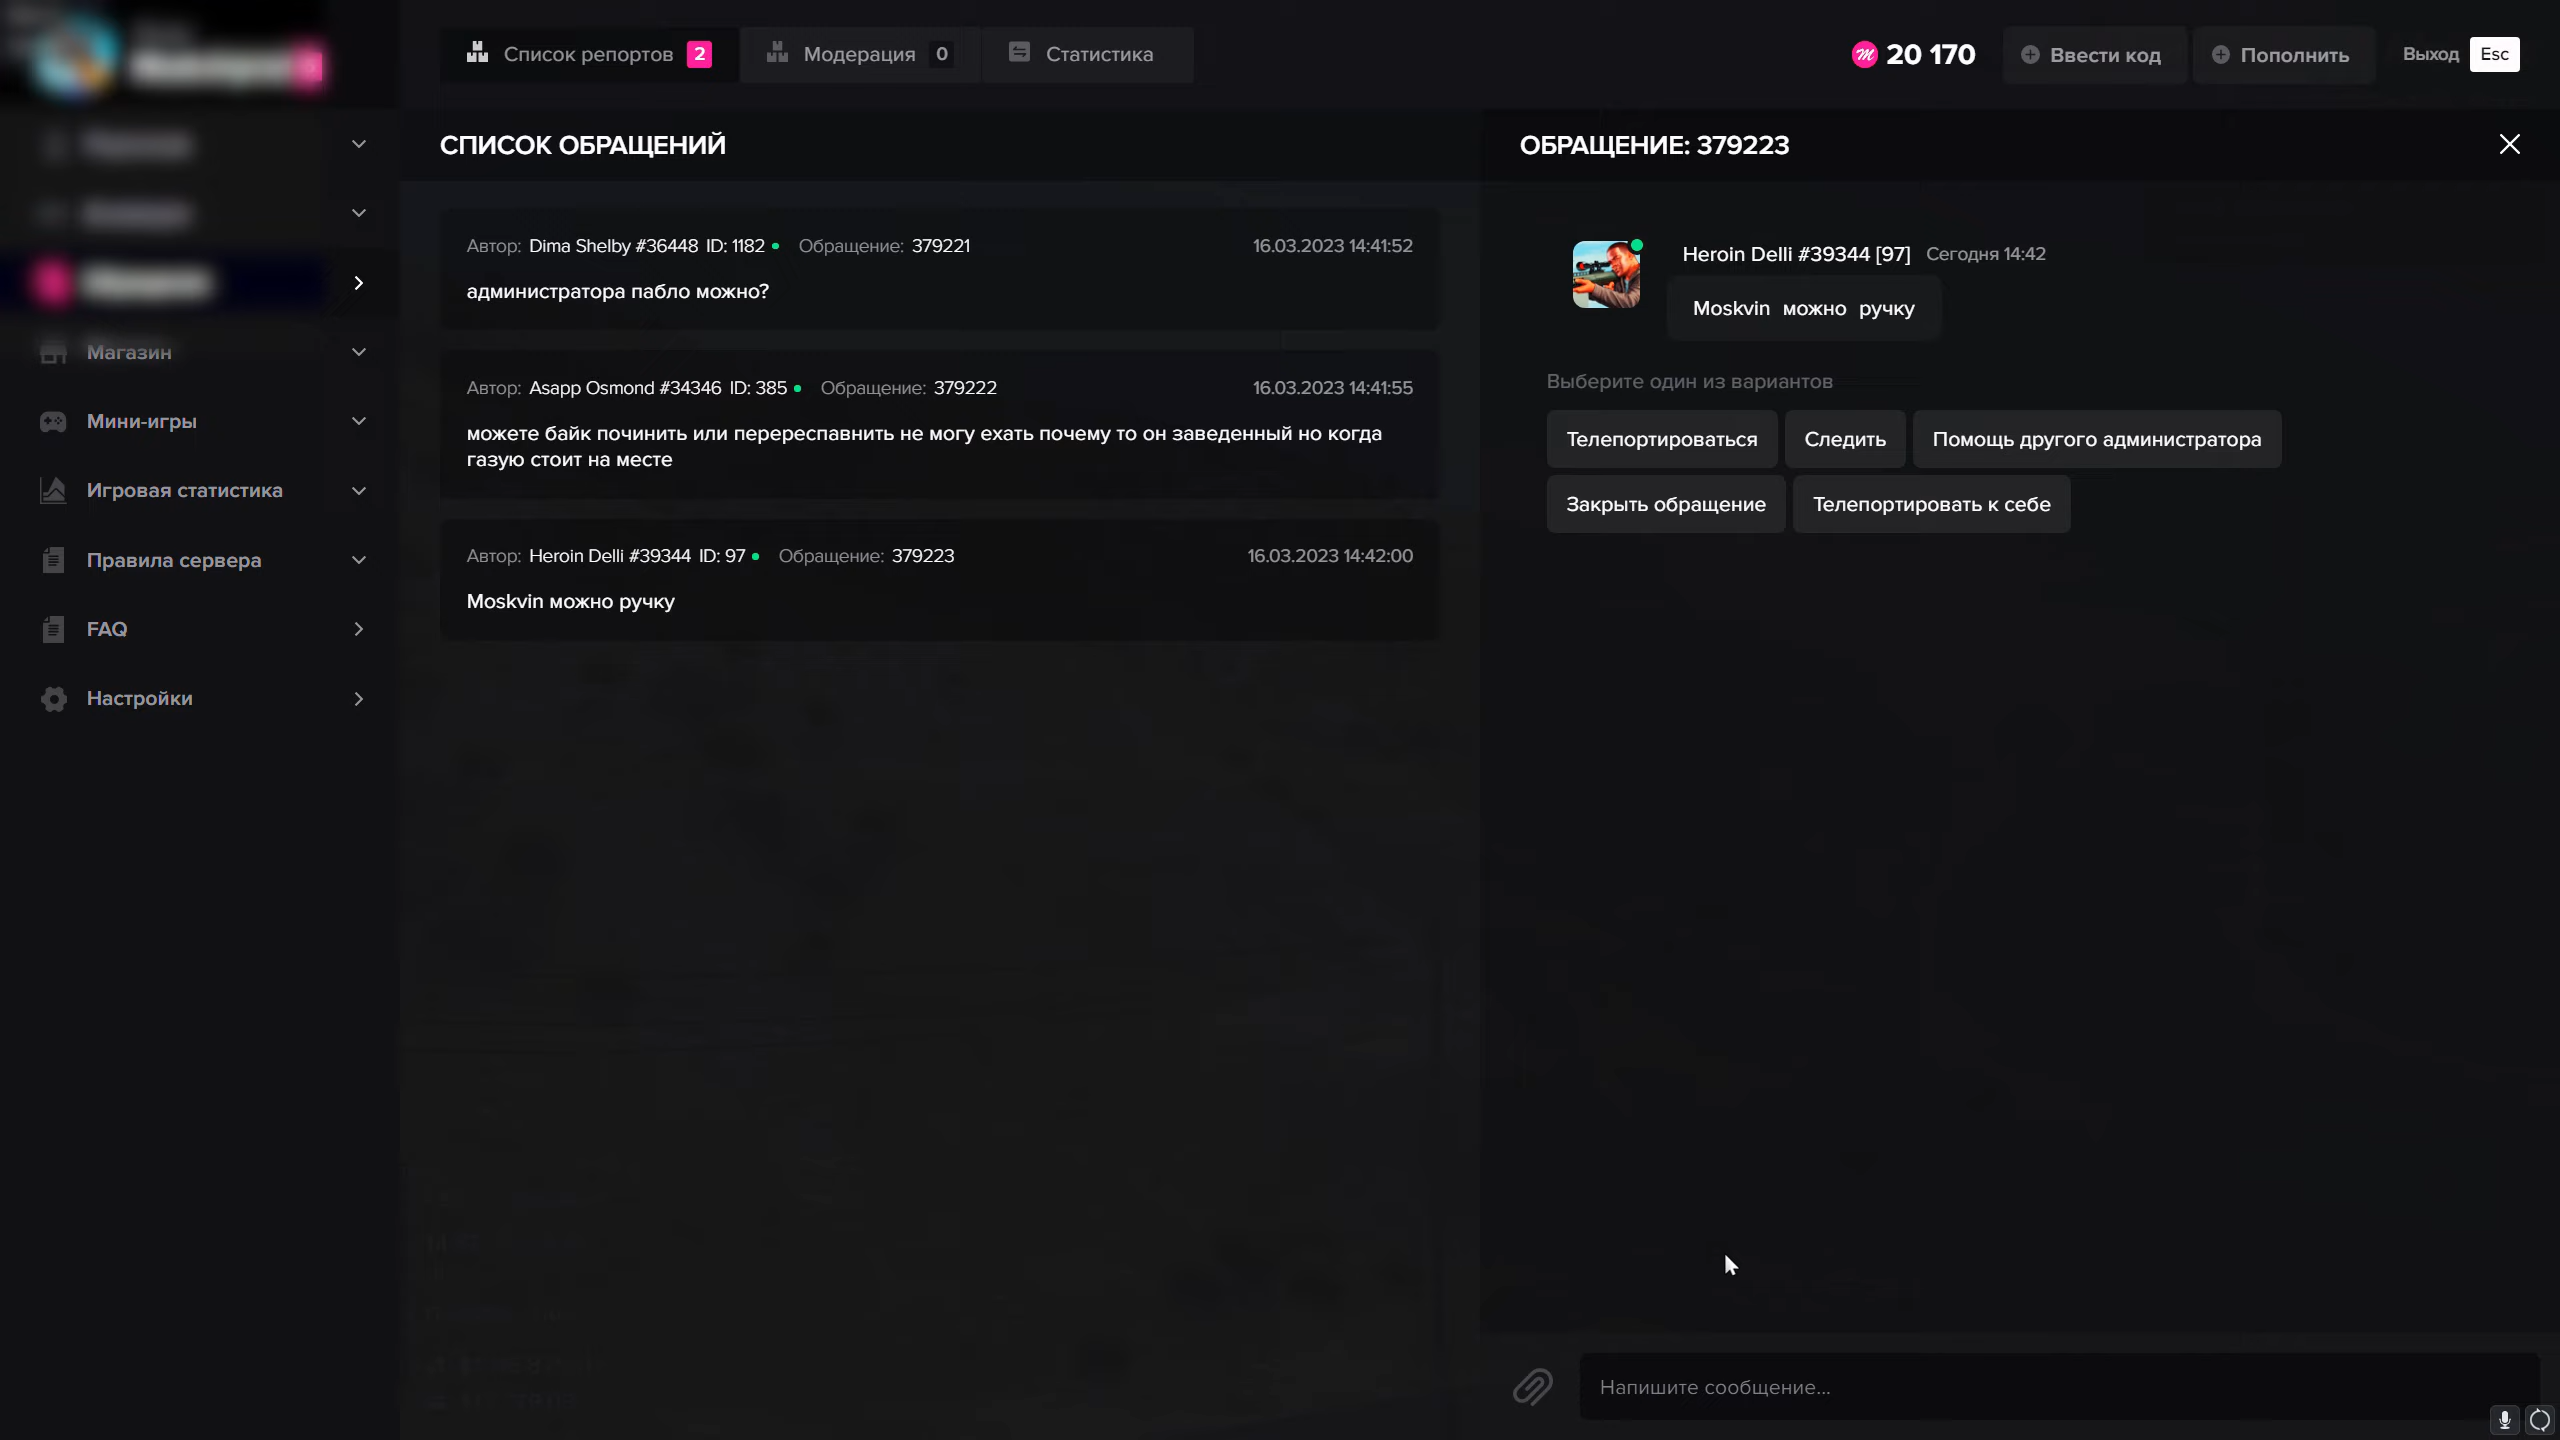 Список репортов 2
Модерация 0
Статистика
20 170
Ввести код
Пополнить
Выход Esc
Магазин
Мини-игры
Игровая статистика
Правила сервера
FAQ
Настройки
СПИСОК ОБРАЩЕНИЙ
Автор: Dima Shelby #36448 ID: 1182 Обращение: 379221 16.03.2023 14:41:52
администратора пабло можно?
Автор: Asapp Osmond #34346 ID: 385 Обращение: 379222 16.03.2023 14:41:55
можете байк починить или перереспавнить не могу ехать почему то он заведенный но когда
газую стоит на месте
Автор: Heroin Delli #39344 ID: 97 Обращение: 379223 16.03.2023 14:42:00
Moskvin можно ручку
ОБРАЩЕНИЕ: 379223
Heroin Delli #39344 [97] Сегодня 14:42
Moskvin можно ручку
Выберите один из вариантов
Телепортироваться Следить Помощь другого администратора
Закрыть обращение Телепортировать к себе
Напишите сообщение...